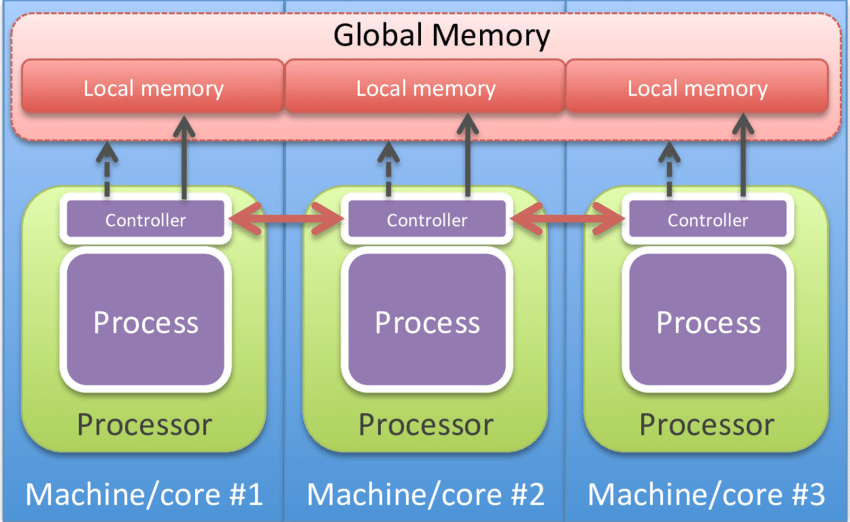 Global Memory
Local memory
Local memory
Local memory
Controller
Controller
Controller
Process
Process
Process
Processor
Processor
Processor
Machine/core #1
Machine/core #2
Machine/core #3